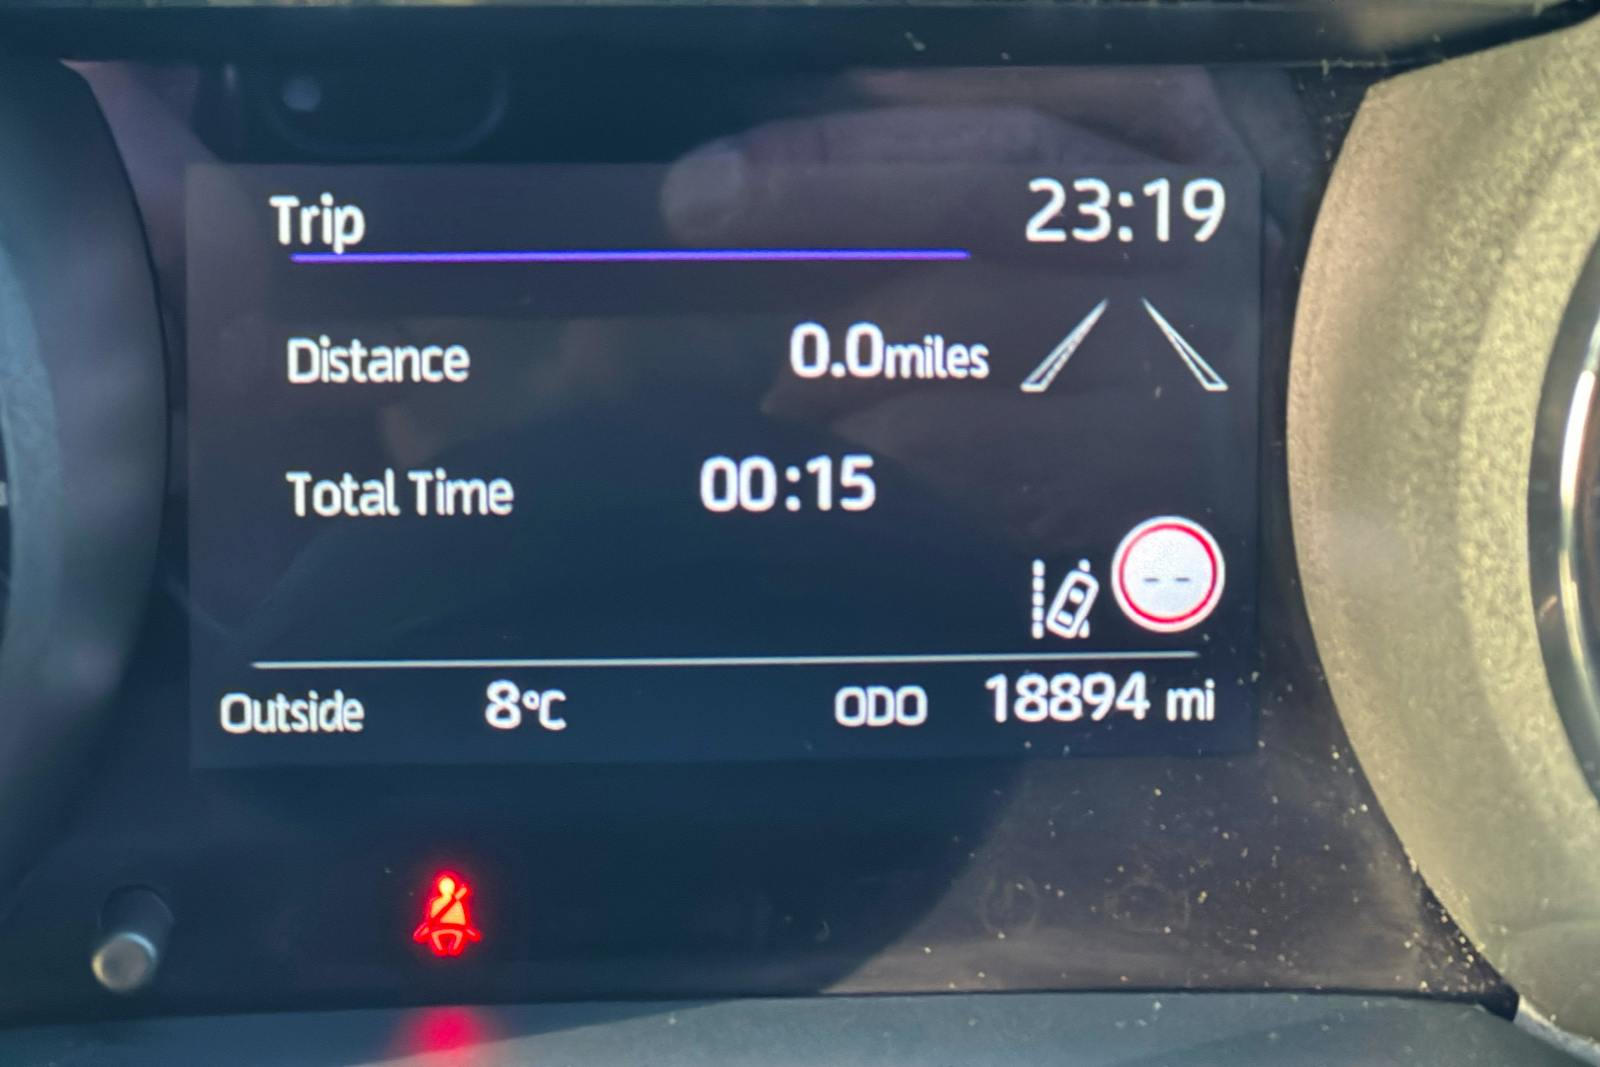 Trip 23:19
Distance 0.0miles
Total Time 00:15
--
Outside 8°C ODO 18894 mi